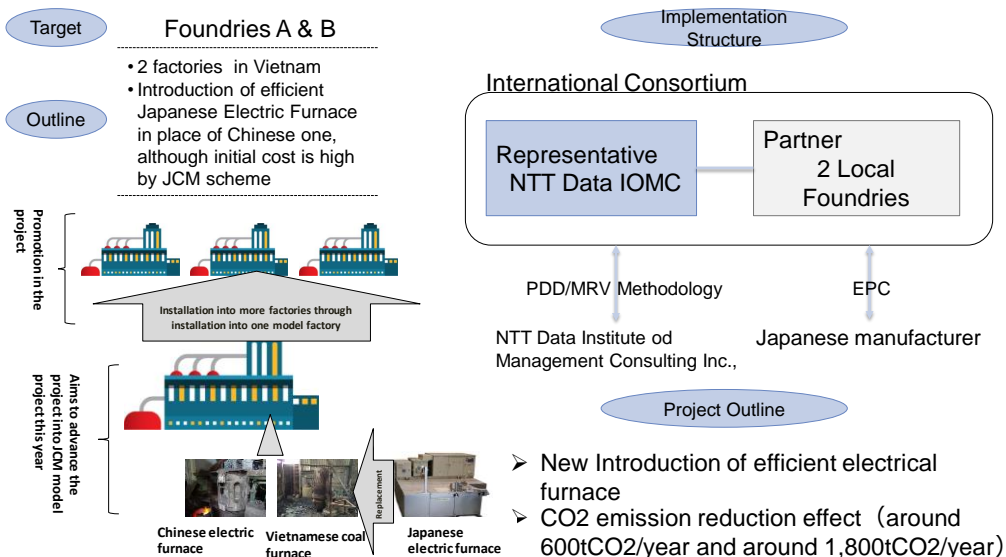 Target
Foundries A & B
• 2 factories in Vietnam
• Introduction of efficient
Japanese Electric Furnace
in place of Chinese one,
although initial cost is high
by JCM scheme
Outline
Promotion in the
project
Installation into more factories through
installation into one model factory
Aims to advance the
project into JCM model
project this year
Replacement
Chinese electric
furnace
Vietnamese coal
furnace
Japanese
electric furnace
Implementation
Structure
International Consortium
Representative
NTT Data IOMC
Partner
2 Local
Foundries
PDD/MRV Methodology
EPC
NTT Data Institute od
Management Consulting Inc.,
Japanese manufacturer
Project Outline
➢ New Introduction of efficient electrical
furnace
➢ CO2 emission reduction effect（around
600tCO2/year and around 1,800tCO2/year）